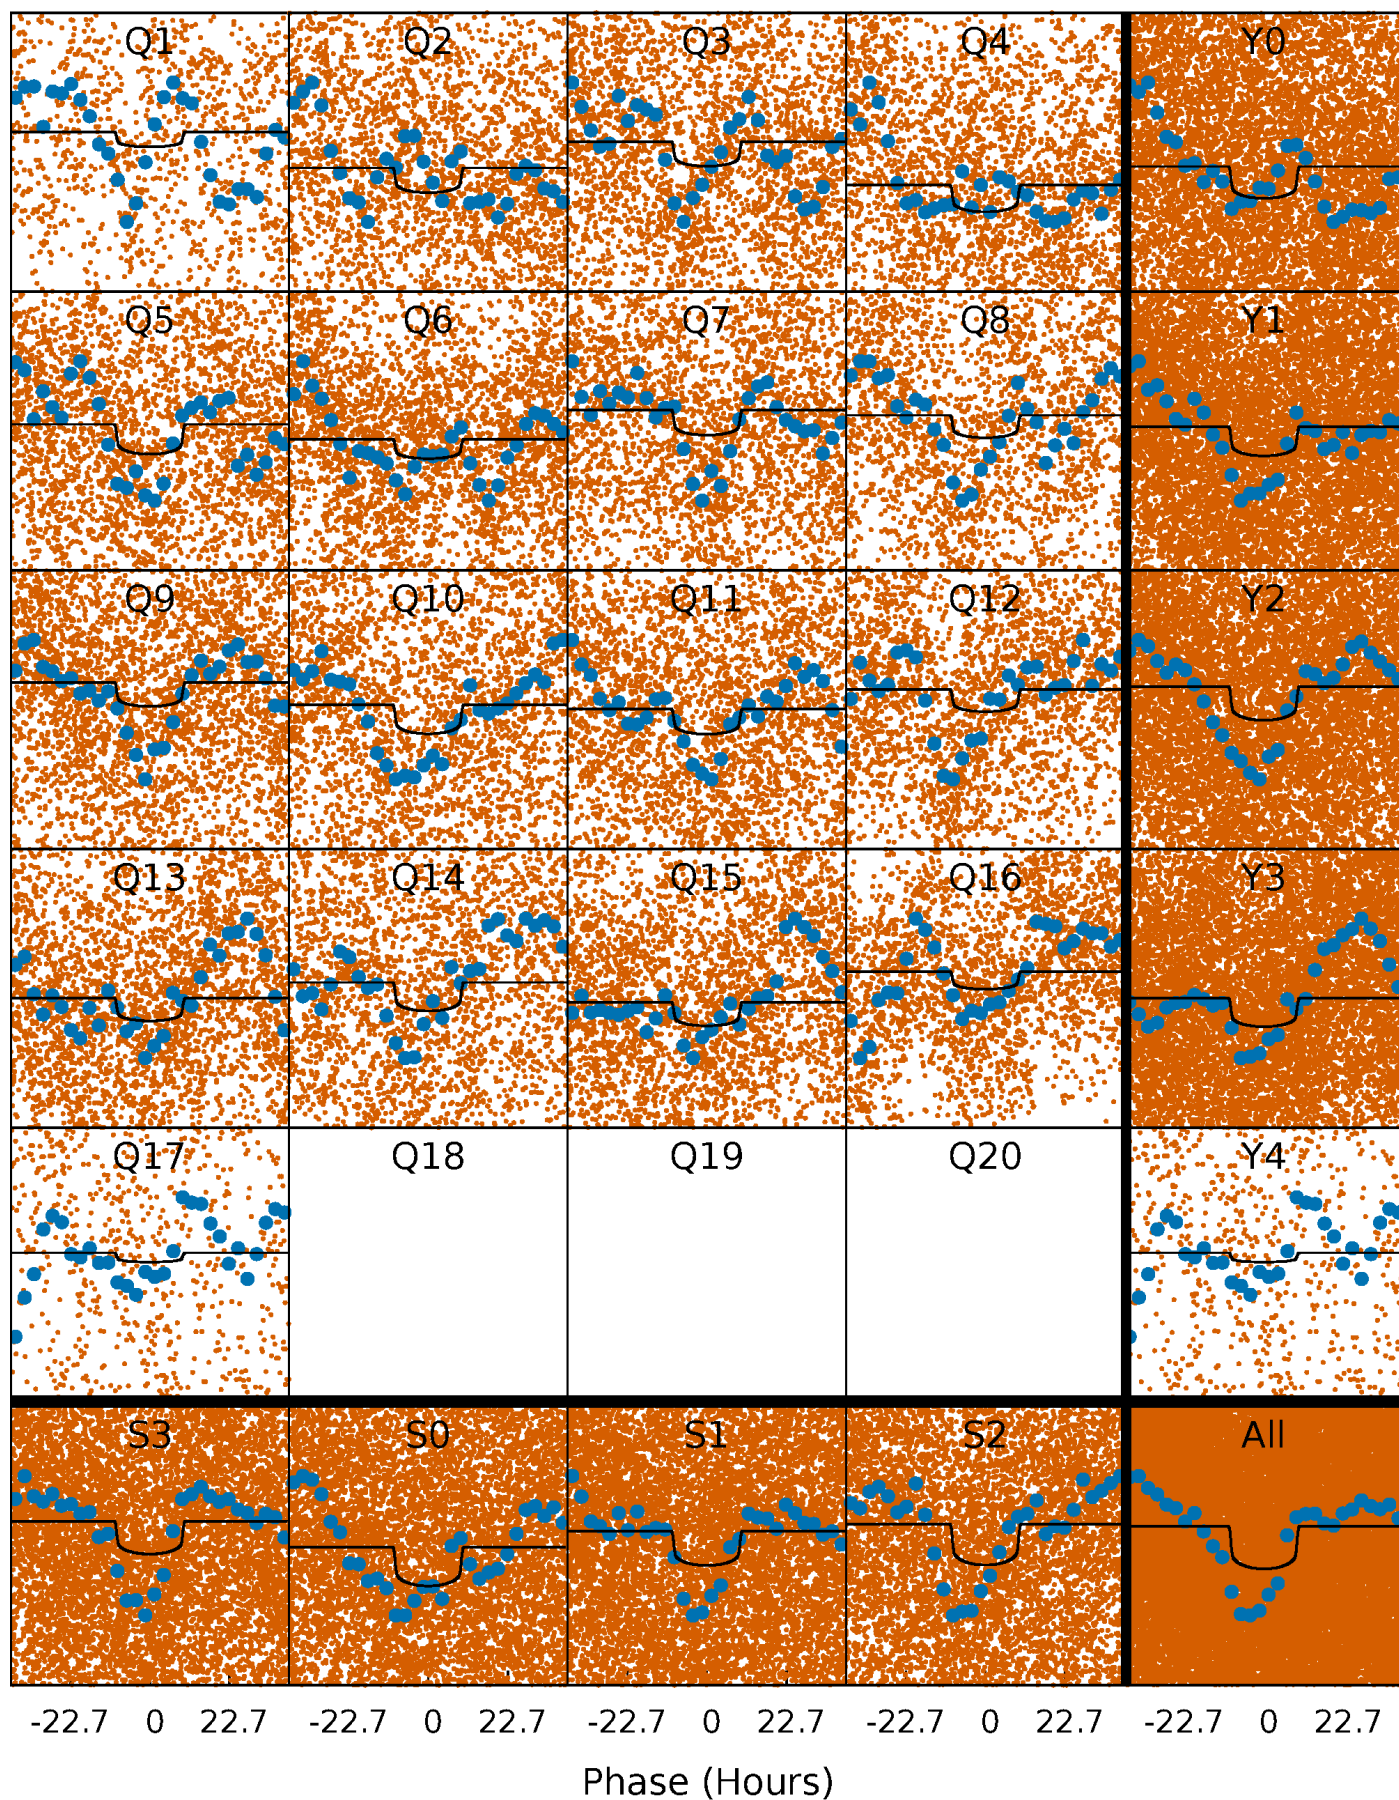 Q1 Q2 Q3 Q4 Y0
Q5 Q6 Q7 Q8 Y1
Q9 Q10 Q11 Q12 Y2
Q13 Q14 Q15 Q16 Y3
Q17 Q18 Q19 Q20 Y4
S3 S0 S1 S2 All
-22.7 0 22.7 -22.7 0 22.7 -22.7 0 22.7 -22.7 0 22.7 -22.7 0 22.7
Phase (Hours)